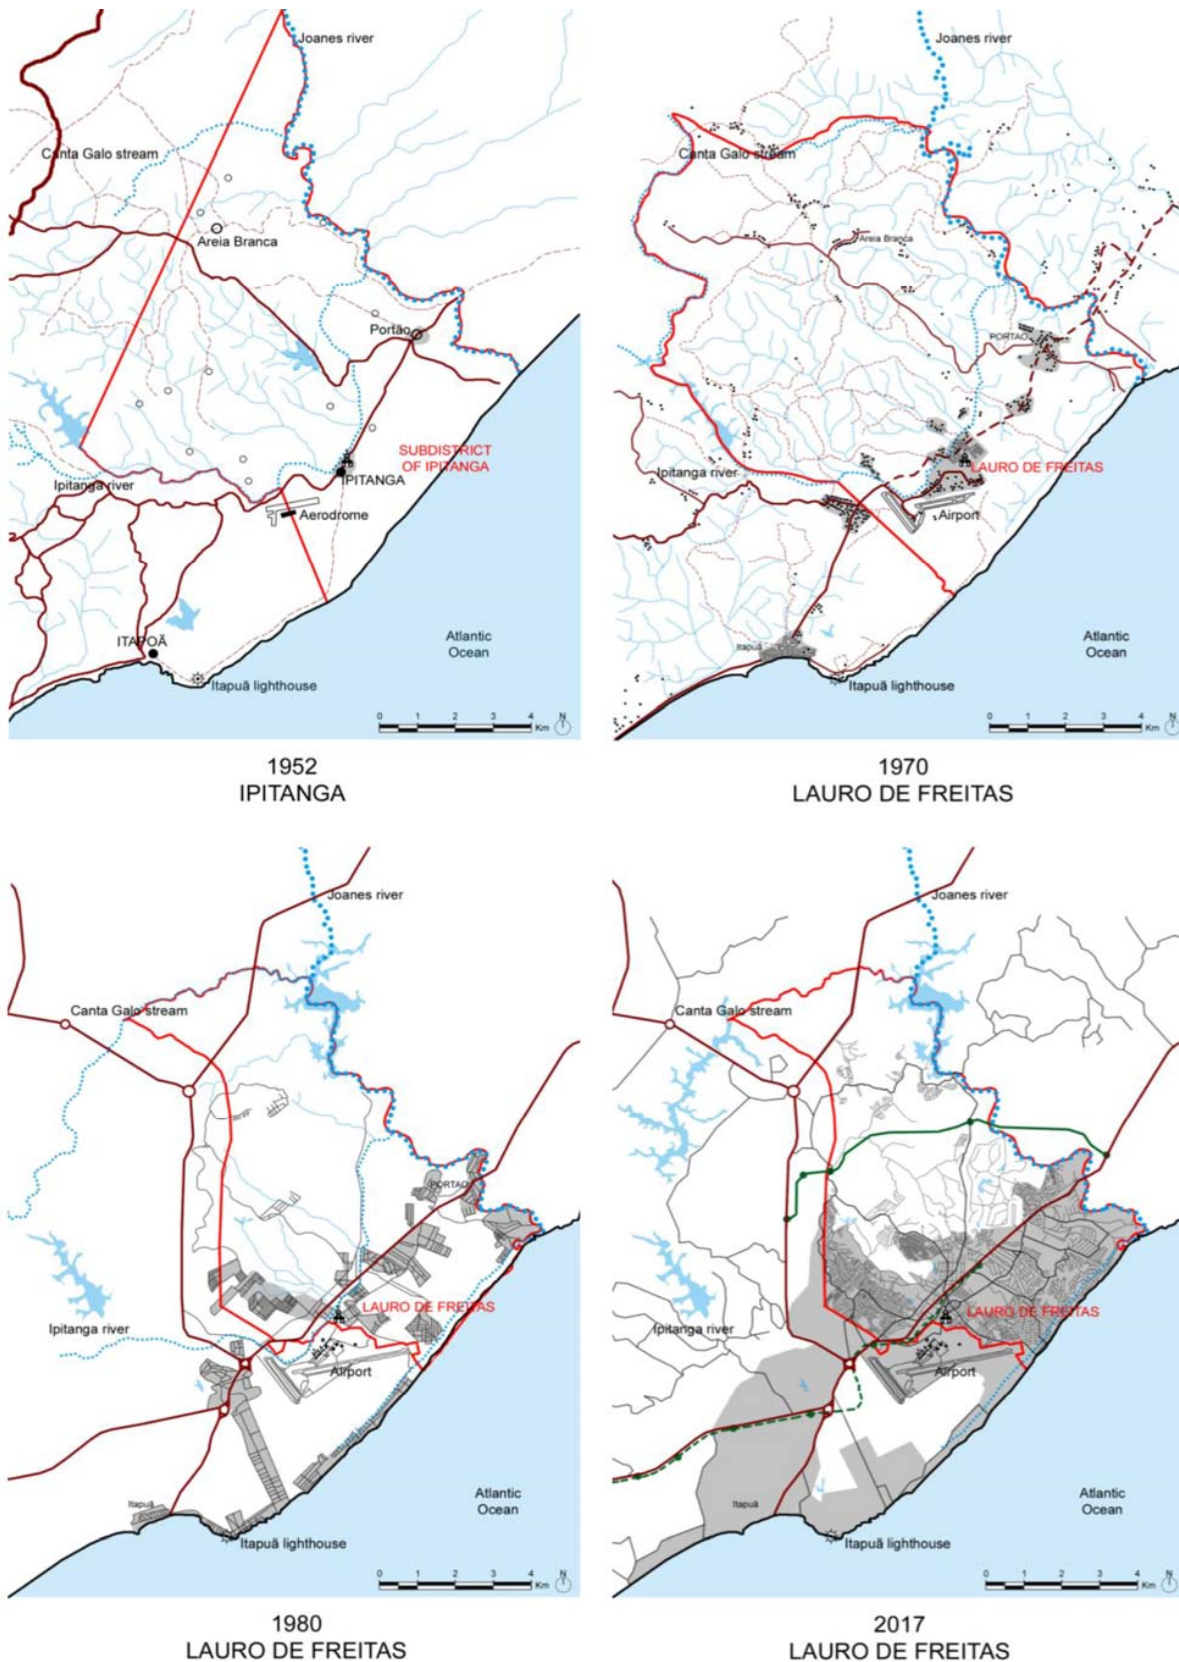 Joanes river
Canta Galo stream
Areia Branca
Portão
SUBDISTRICT
OF IPITANGA
IPITANGA
Ipitanga river
Aerodrome
ITAPOÃ
Atlantic
Ocean
Itapuã lighthouse
0 1 2 3 4
Km
N
1952
IPITANGA
Joanes river
Canta Galo stream
Areia Branca
PORTAO
LAURO DE FREITAS
Ipitanga river
Airport
Itapuã
Atlantic
Ocean
Itapuã lighthouse
0 1 2 3 4
Km
N
1970
LAURO DE FREITAS
Joanes river
Canta Galo stream
PORTAO
LAURO DE FREITAS
Ipitanga river
Airport
Itapuã
Atlantic
Ocean
Itapuã lighthouse
0 1 2 3 4
Km
N
1980
LAURO DE FREITAS
Joanes river
Canta Galo stream
LAURO DE FREITAS
Ipitanga river
Airport
Itapuã
Atlantic
Ocean
Itapuã lighthouse
0 1 2 3 4
Km
N
2017
LAURO DE FREITAS